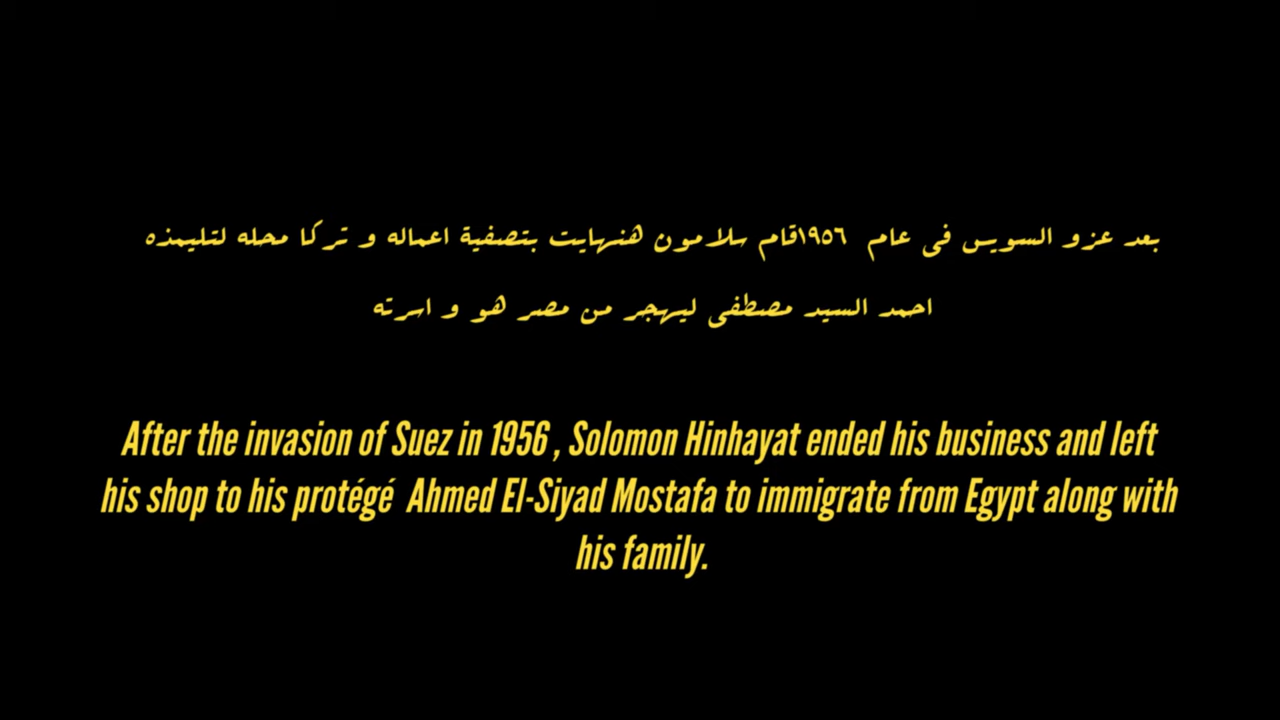 بعد عزو السويس فى عام ١٩٥٦قام سلامون هنهايت بتصفية اعماله و تركا محله لتليمذه
احمد السيد مصطفى ليهجر من مصر هو و اسرته
After the invasion of Suez in 1956 , Solomon Hinhayat ended his business and left
his shop to his protégé Ahmed El-Siyad Mostafa to immigrate from Egypt along with
his family.